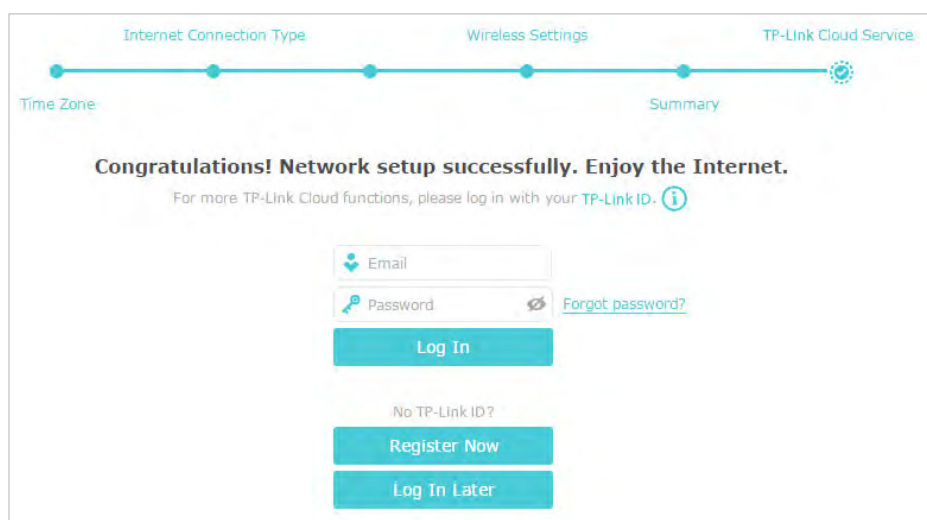 Internet Connection Type Wireless Settings TP-Link Cloud Service
Time Zone Summary
Congratulations! Network setup successfully. Enjoy the Internet.
For more TP-Link Cloud functions, please log in with your TP-Link ID.
Email
Password Forgot password?
Log In
No TP-Link ID?
Register Now
Log In Later